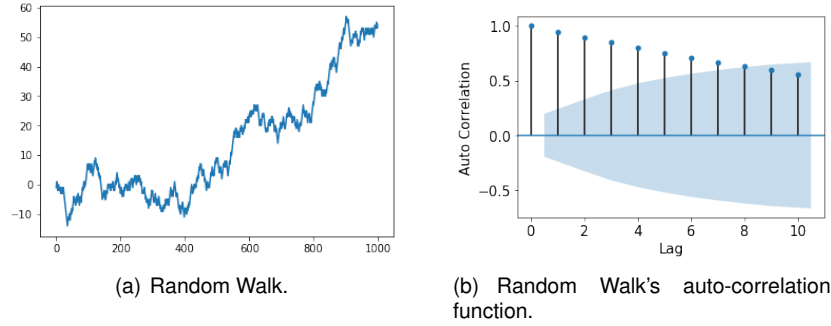 60
50
40
30
20
10
0
−10
0 200 400 600 800 1000
(a) Random Walk.
1.0
0.5
0.0
−0.5
Auto Correlation
0 2 4 6 8 10
Lag
(b) Random Walk's auto-correlation
function.